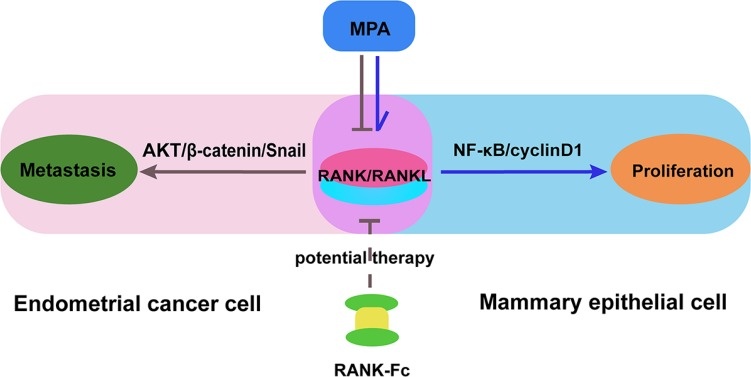 MPA
AKT/β-catenin/Snail
NF-κB/cyclinD1
Metastasis
RANK/RANKL
Proliferation
potential therapy
Endometrial cancer cell
Mammary epithelial cell
RANK-Fc